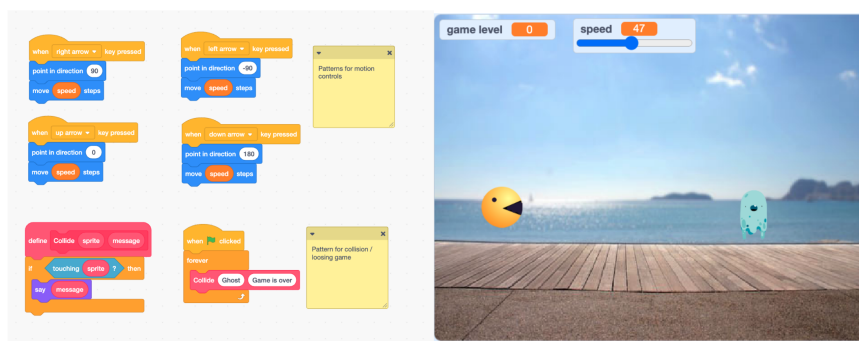 when right arrow key pressed
point in direction 90
move speed steps
when left arrow key pressed
point in direction -90
move speed steps
Patterns for motion
controls
when up arrow key pressed
point in direction 0
move speed steps
when down arrow key pressed
point in direction 180
move speed steps
define Collide sprite message
if touching sprite ? then
say message
when clicked
forever
Collide Ghost Game is over
Pattern for collision /
loosing game
game level 0
speed 47